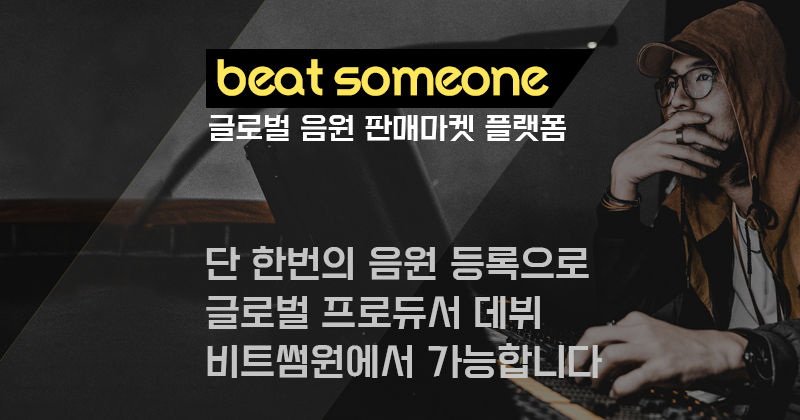 beat someone
글로벌 음원 판매마켓 플랫폼
단 한번의 음원 등록으로
글로벌 프로듀서 데뷔
비트썸원에서 가능합니다